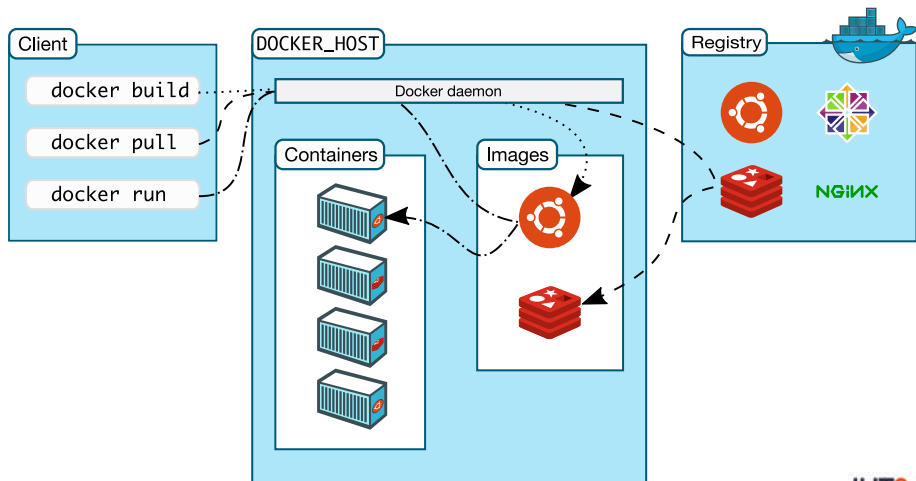 Client
docker build
docker pull
docker run
DOCKER_HOST
Docker daemon
Containers
Images
Registry
NGINX